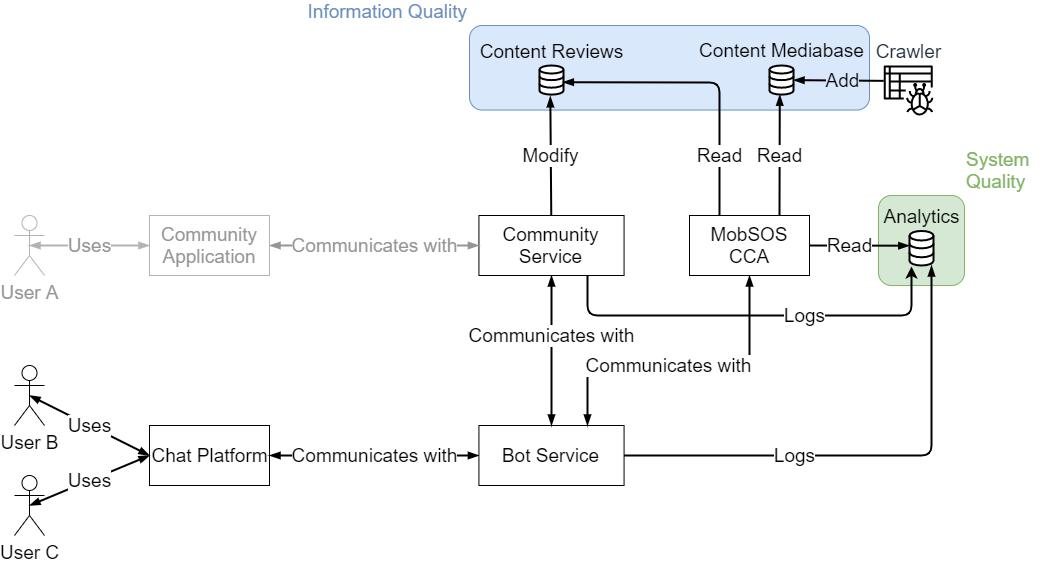 Information Quality
Content Reviews
Content Mediabase
Crawler
Add
Modify
Read
Read
System
Quality
Analytics
Uses
Community
Application
Communicates with
Community
Service
MobSOS
CCA
Read
User A
Logs
Communicates with
Communicates with
Uses
User B
Chat Platform
Communicates with
Bot Service
Logs
Uses
User C